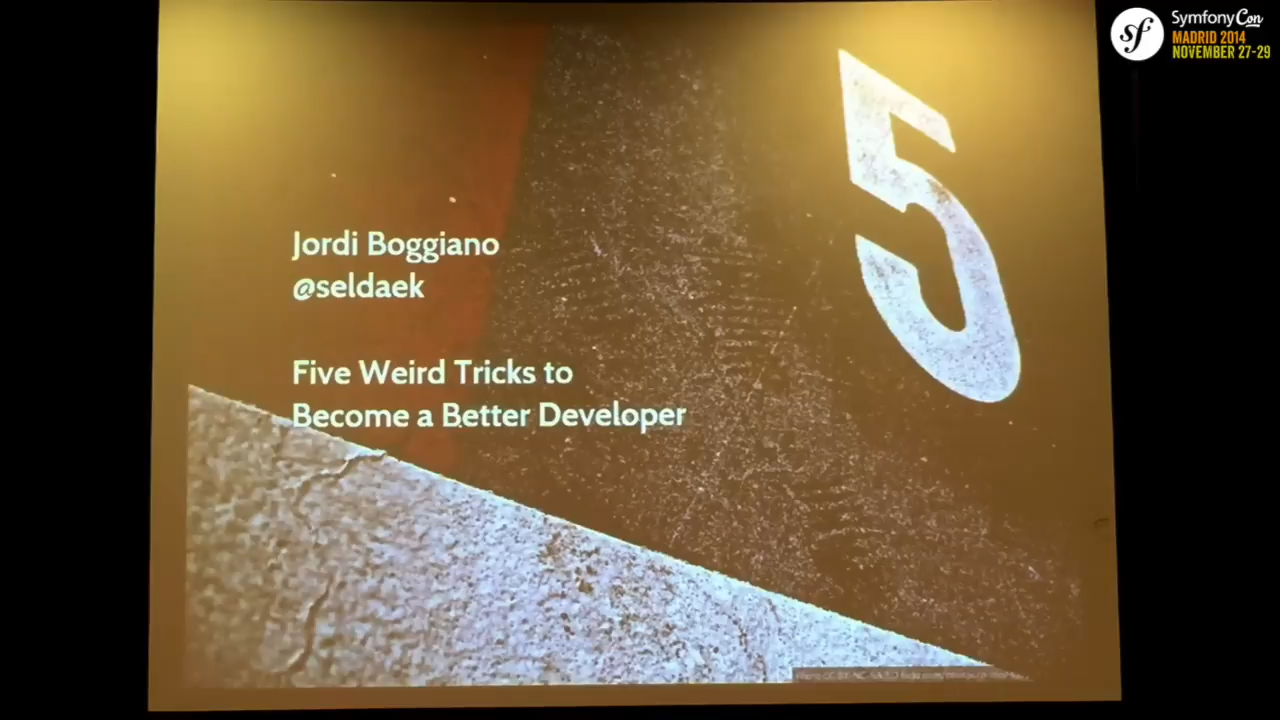 Jordi Boggiano
@seldaek
Five Weird Tricks to
Become a Better Developer
5
sf
SymfonyCon
MADRID 2014
NOVEMBER 27-29